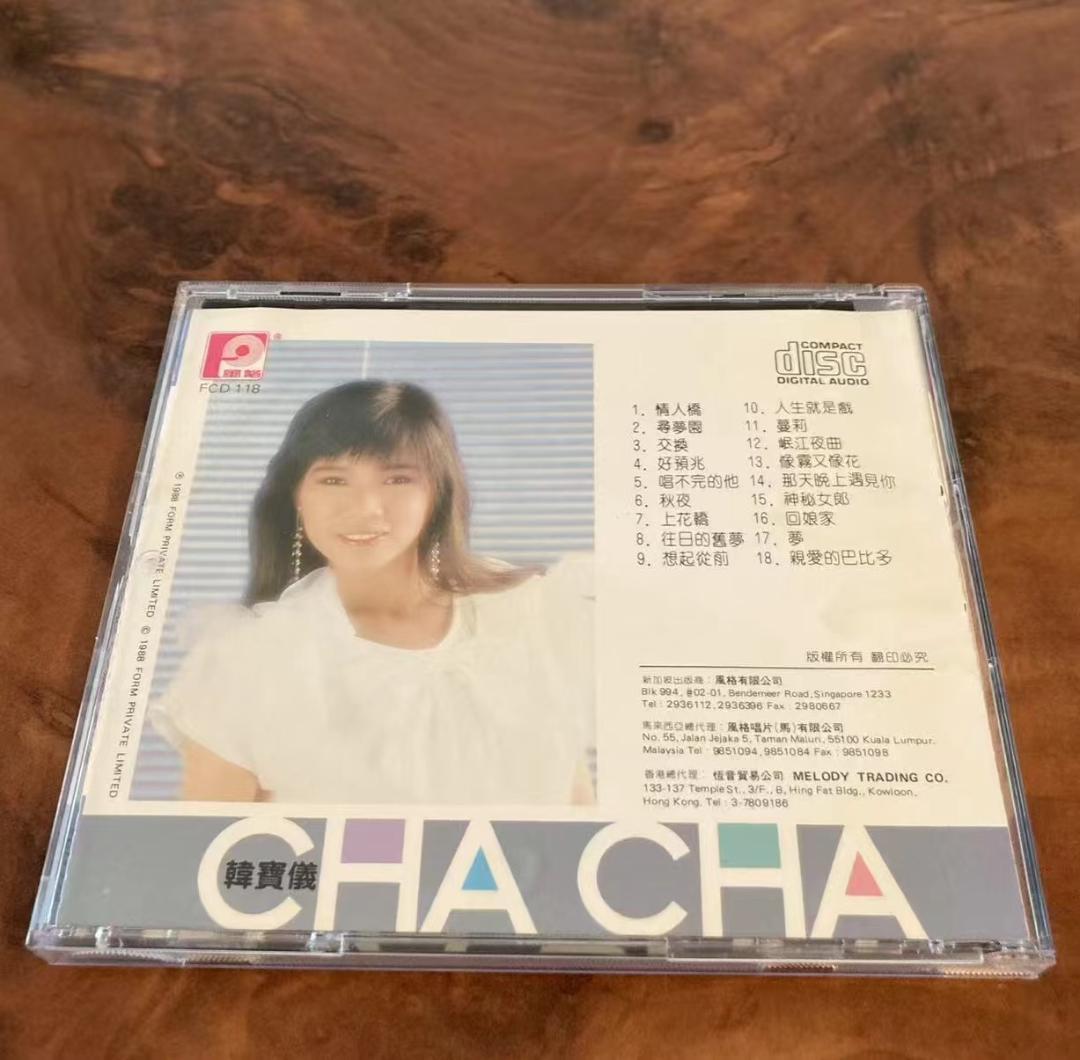 風格
®
FCD 118
COMPACT
disc
DIGITAL AUDIO
1. 情人橋
2. 尋夢園
3. 交換
4. 好預兆
5. 唱不完的他
6. 秋夜
7. 上花轎
8. 往日的舊夢
9. 想起從前
10. 人生就是戲
11. 蔓莉
12. 岷江夜曲
13. 像霧又像花
14. 那天晚上遇見你
15. 神秘女郎
16. 回娘家
17. 夢
18. 親愛的巴比多
℗ 1988 FORM PRIVATE LIMITED © 1988 FORM PRIVATE LIMITED
版權所有 翻印必究
新加坡出版商：風格有限公司
Blk 994, #02-01, Bendemeer Road, Singapore 1233
Tel : 2936112, 2936396 Fax : 2980667
馬來西亞總代理：風格唱片(馬)有限公司
No. 55, Jalan Jejaka 5, Taman Maluri, 55100 Kuala Lumpur.
Malaysia Tel : 9851094, 9851084 Fax : 9851098
香港總代理：恆音貿易公司 MELODY TRADING CO.
133-137 Temple St., 3/F., B, Hing Fat Bldg., Kowloon.
Hong Kong. Tel : 3-7809186
韓寶儀
CHA CHA